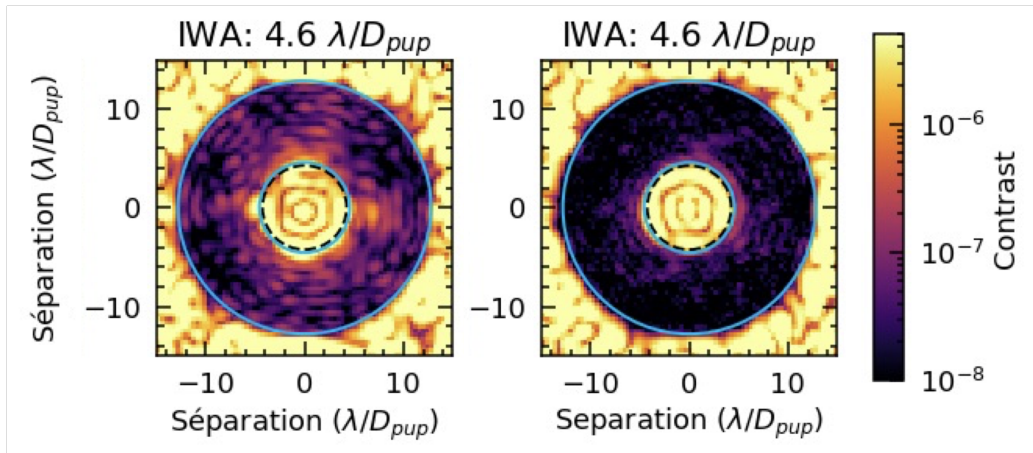 IWA: 4.6 λ/D_pup
IWA: 4.6 λ/D_pup
Séparation (λ/D_pup)
10
0
−10
−10 0 10
Séparation (λ/D_pup)
10
0
−10
−10 0 10
Separation (λ/D_pup)
10⁻⁶
10⁻⁷
10⁻⁸
Contrast